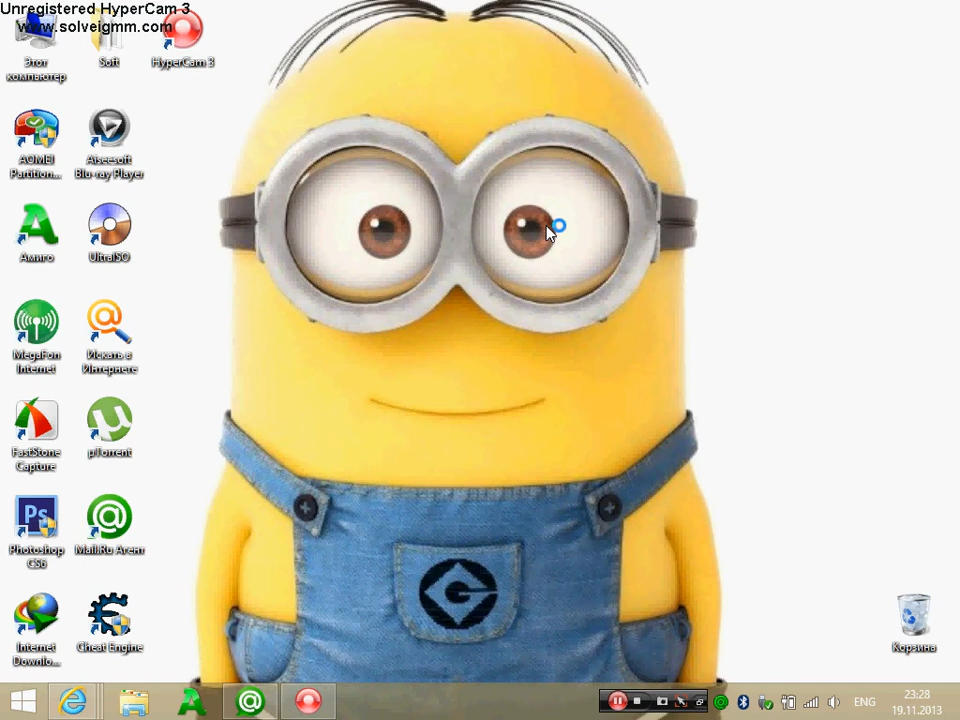 Unregistered HyperCam 3
www.solveigmm.com
Этот
компьютер
Soft
HyperCam 3
AOMEI
Partition...
Aiseesoft
Blu-ray Player
Амиго
UltraISO
MegaFon
Internet
Искать в
Интернете
FastStone
Capture
µTorrent
Ps
Photoshop
CS6
Mail.Ru Агент
Internet
Downlo...
Cheat Engine
Корзина
ENG
23:28
19.11.2013